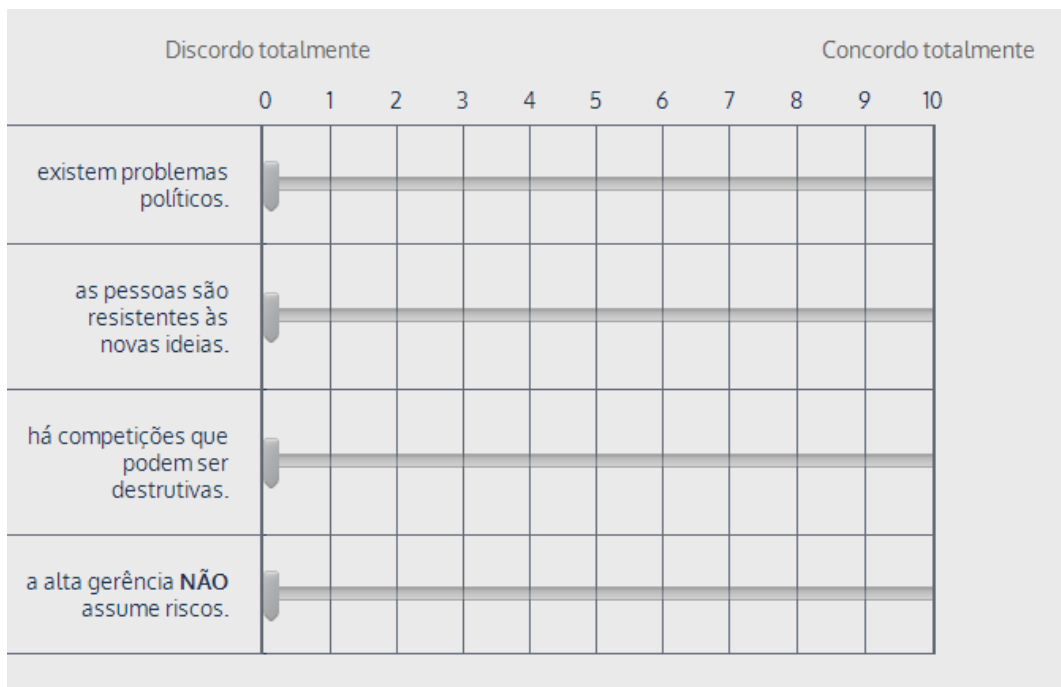 Discordo totalmente Concordo totalmente
0 1 2 3 4 5 6 7 8 9 10
existem problemas
políticos.
as pessoas são
resistentes às
novas ideias.
há competições que
podem ser
destrutivas.
a alta gerência NÃO
assume riscos.